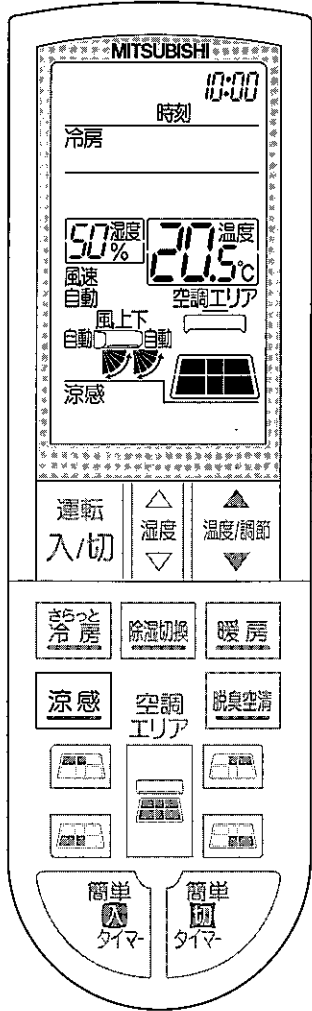 MITSUBISHI
10:00
時刻
冷房
50% 湿度
20.5℃ 温度
風速
自動
空調エリア
風上下
自動 自動
涼感
運転
入/切
△
湿度
▽
▲
温度/調節
▼
さらっと
冷房
除湿切換
暖房
涼感
空調
エリア
脱臭空清
簡単
入
タイマー
簡単
切
タイマー